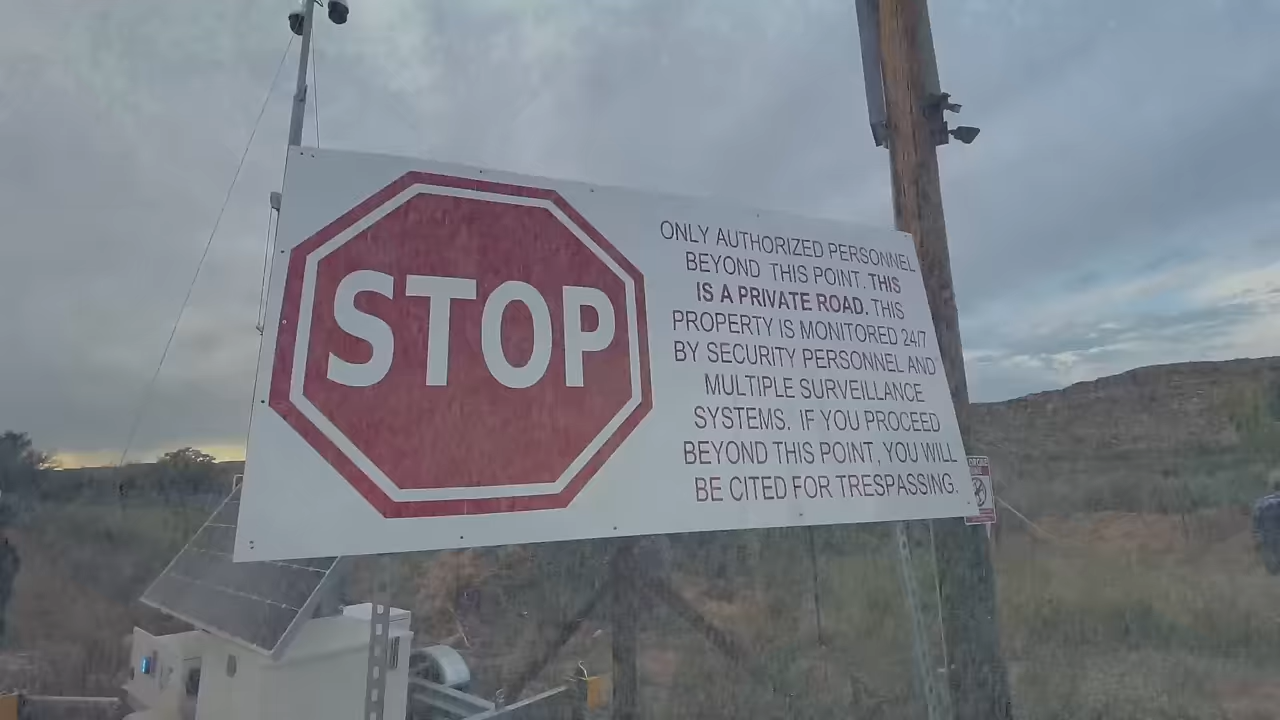 STOP
ONLY AUTHORIZED PERSONNEL
BEYOND THIS POINT. THIS
IS A PRIVATE ROAD. THIS
PROPERTY IS MONITORED 24/7
BY SECURITY PERSONNEL AND
MULTIPLE SURVEILLANCE
SYSTEMS. IF YOU PROCEED
BEYOND THIS POINT, YOU WILL
BE CITED FOR TRESPASSING.